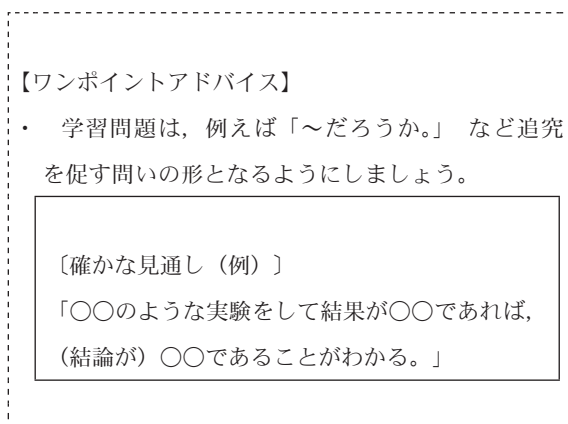 【ワンポイントアドバイス】
・ 学習問題は，例えば「～だろうか。」 など追究
を促す問いの形となるようにしましょう。
〔確かな見通し（例）〕
「○○のような実験をして結果が○○であれば，
（結論が）○○であることがわかる。」